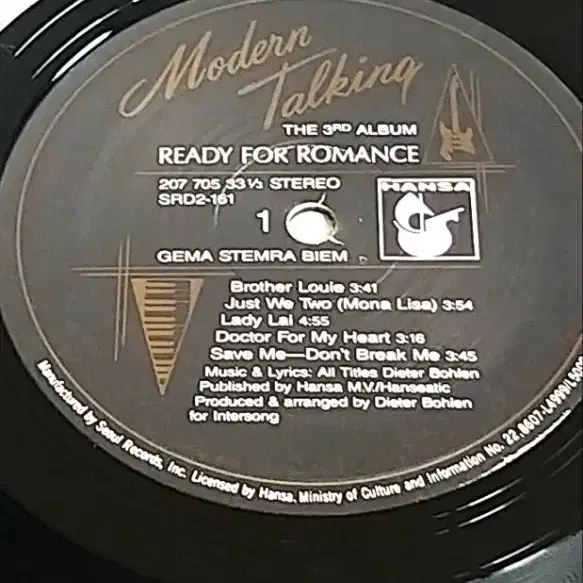 Modern
Talking
THE 3RD ALBUM
READY FOR ROMANCE
207 705 33⅓ STEREO
SRD2-161
HANSA
1
GEMA STEMRA BIEM
Brother Louie 3:41
Just We Two (Mona Lisa) 3:54
Lady Lai 4:55
Doctor For My Heart 3:16
Save Me—Don't Break Me 3:45
Music & Lyrics: All Titles Dieter Bohlen
Published by Hansa M.V./Hanseatic
Produced & arranged by Dieter Bohlen
for Intersong
Manufactured by Seoul Records, Inc. Licensed by Hansa, Ministry of Culture and Information No. 22, 8607-L4999/